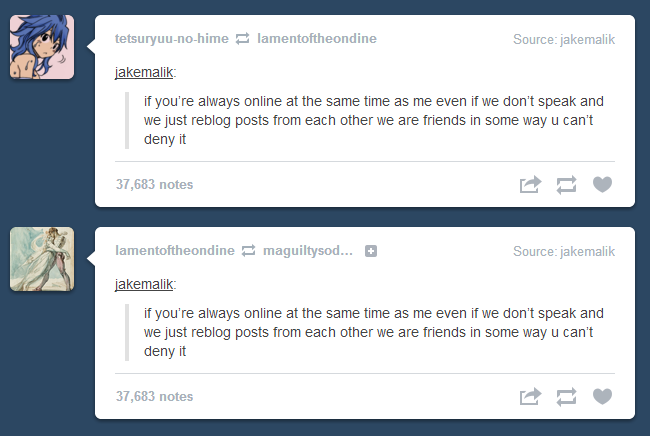 tetsuryuu-no-hime lamentoftheondine Source: jakemalik
jakemalik:
if you’re always online at the same time as me even if we don’t speak and
we just reblog posts from each other we are friends in some way u can’t
deny it
37,683 notes
lamentoftheondine maguiltysod... Source: jakemalik
jakemalik:
if you’re always online at the same time as me even if we don’t speak and
we just reblog posts from each other we are friends in some way u can’t
deny it
37,683 notes